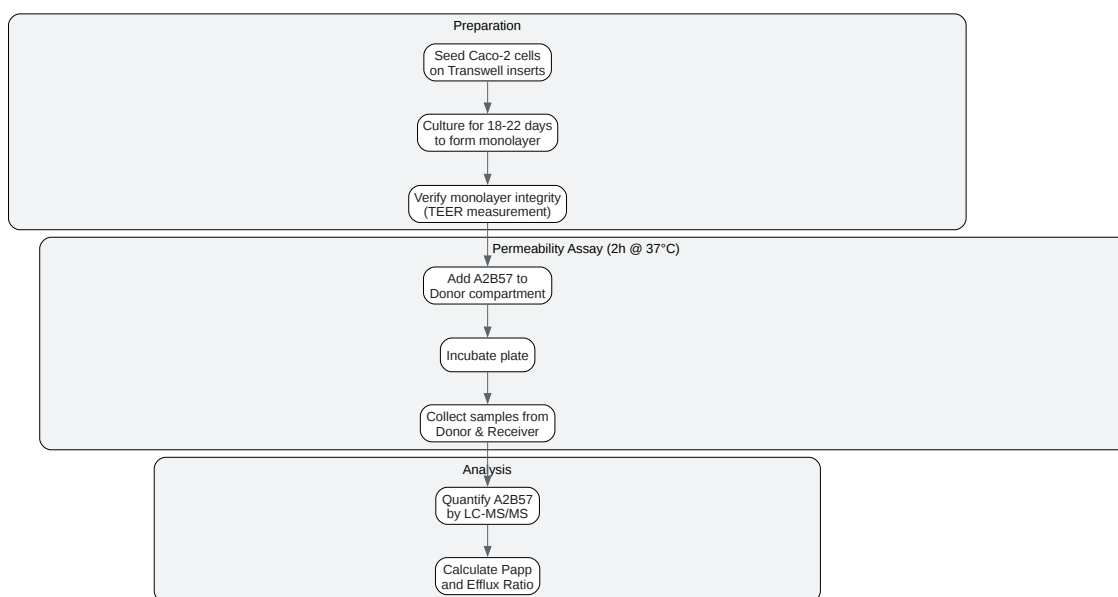 Preparation
Seed Caco-2 cells
on Transwell inserts
Culture for 18-22 days
to form monolayer
Verify monolayer integrity
(TEER measurement)
Permeability Assay (2h @ 37°C)
Add A2B57 to
Donor compartment
Incubate plate
Collect samples from
Donor & Receiver
Analysis
Quantify A2B57
by LC-MS/MS
Calculate Papp
and Efflux Ratio